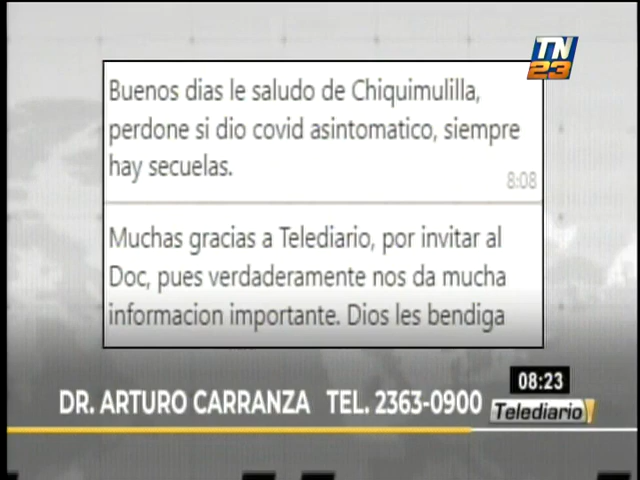 TN
23
Buenos dias le saludo de Chiquimulilla,
perdone si dio covid asintomatico, siempre
hay secuelas.
8:08
Muchas gracias a Telediario, por invitar al
Doc, pues verdaderamente nos da mucha
informacion importante. Dios les bendiga
08:23
DR. ARTURO CARRANZA TEL. 2363-0900
Telediario